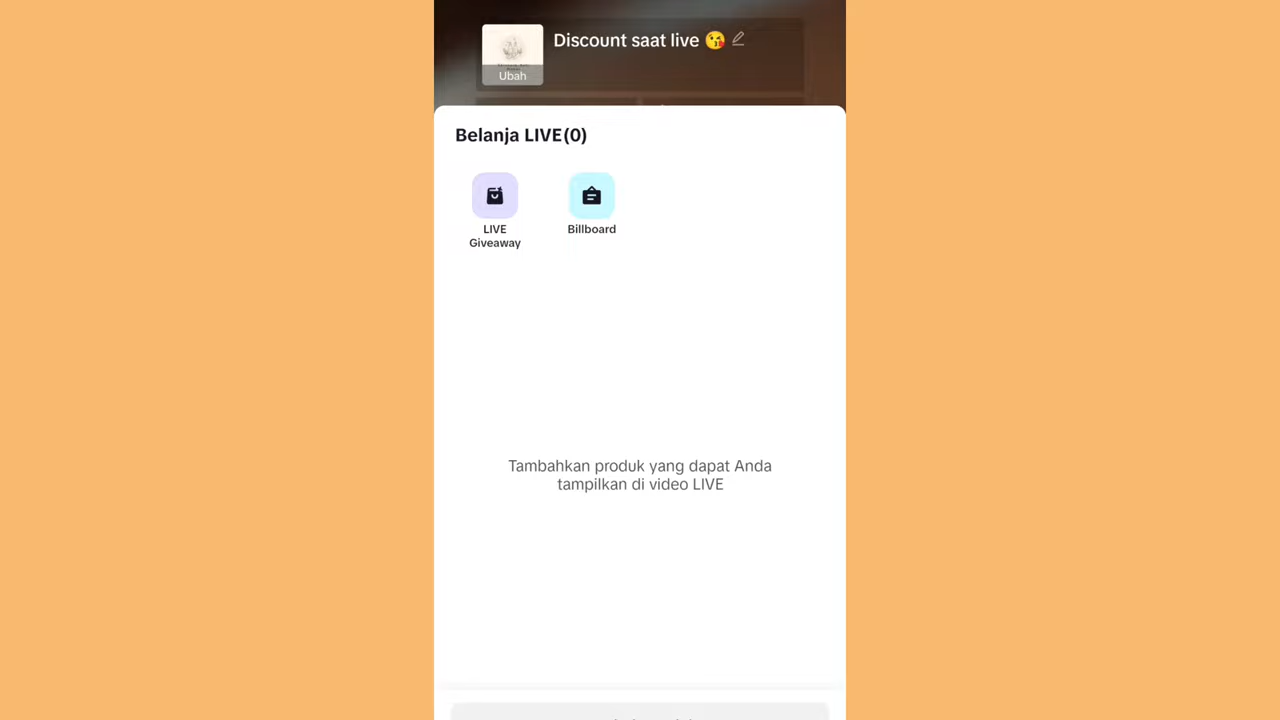 Discount saat live 😘
Ubah
Belanja LIVE(0)
LIVE
Giveaway
Billboard
Tambahkan produk yang dapat Anda
tampilkan di video LIVE